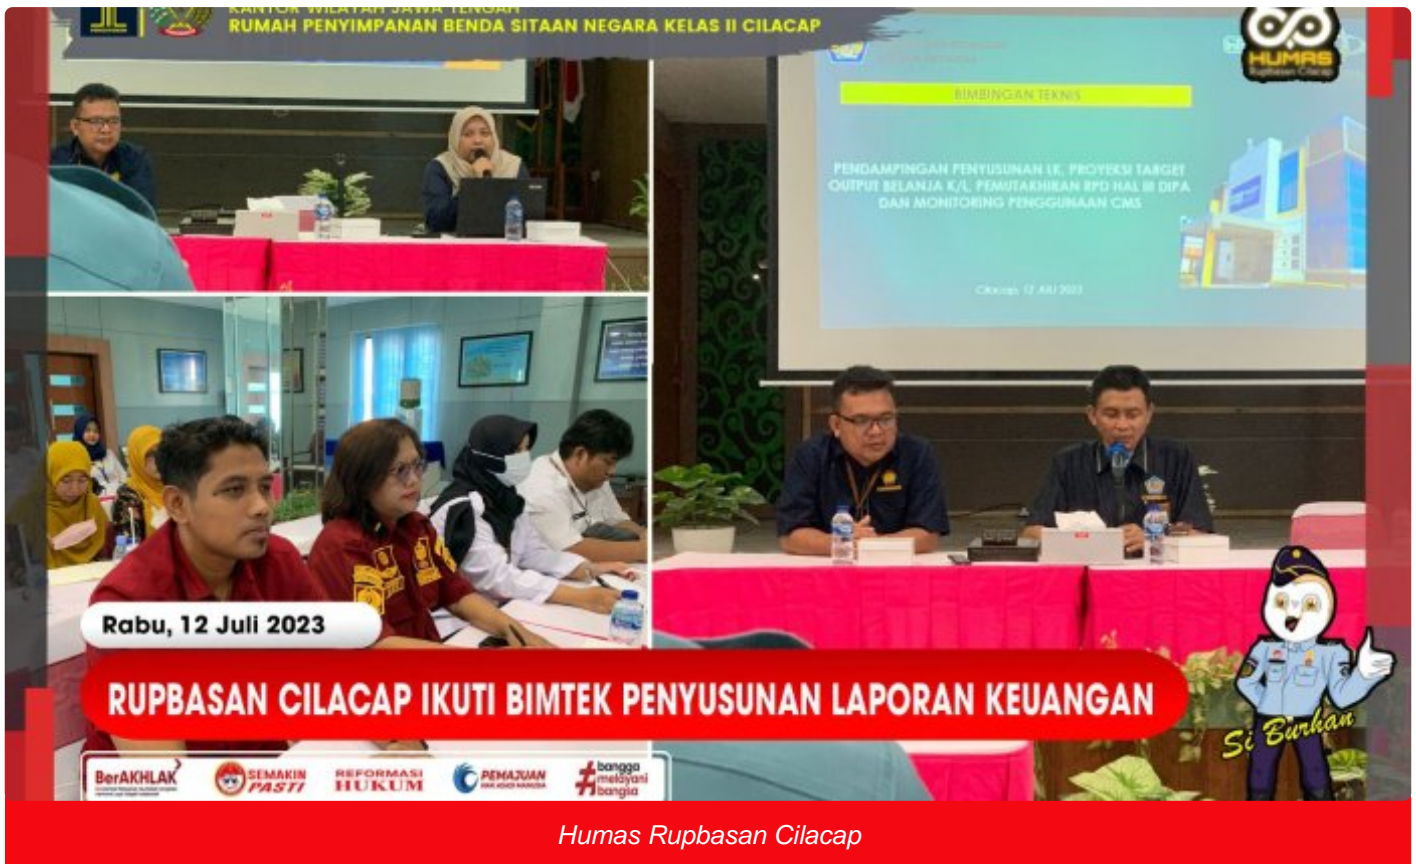 KANTOR WILAYAH JAWA TENGAH
RUMAH PENYIMPANAN BENDA SITAAN NEGARA KELAS II CILACAP
HUMAS
Rupbasan Cilacap
BIMBINGAN TEKNIS
PENDAMPINGAN PENYUSUNAN LK, PROYEKSI TARGET
OUTPUT BELANJA K/L, PEMUTAKHIRAN RPD HAL III DIPA
DAN MONITORING PENGGUNAAN CMS
Cilacap, 12 JULI 2023
Rabu, 12 Juli 2023
RUPBASAN CILACAP IKUTI BIMTEK PENYUSUNAN LAPORAN KEUANGAN
Si Burhan
BerAKHLAK
SEMAKIN
PASTI
REFORMASI
HUKUM
PEMAJUAN
HAK ASASI MANUSIA
#bangga
melayani
bangsa
Humas Rupbasan Cilacap